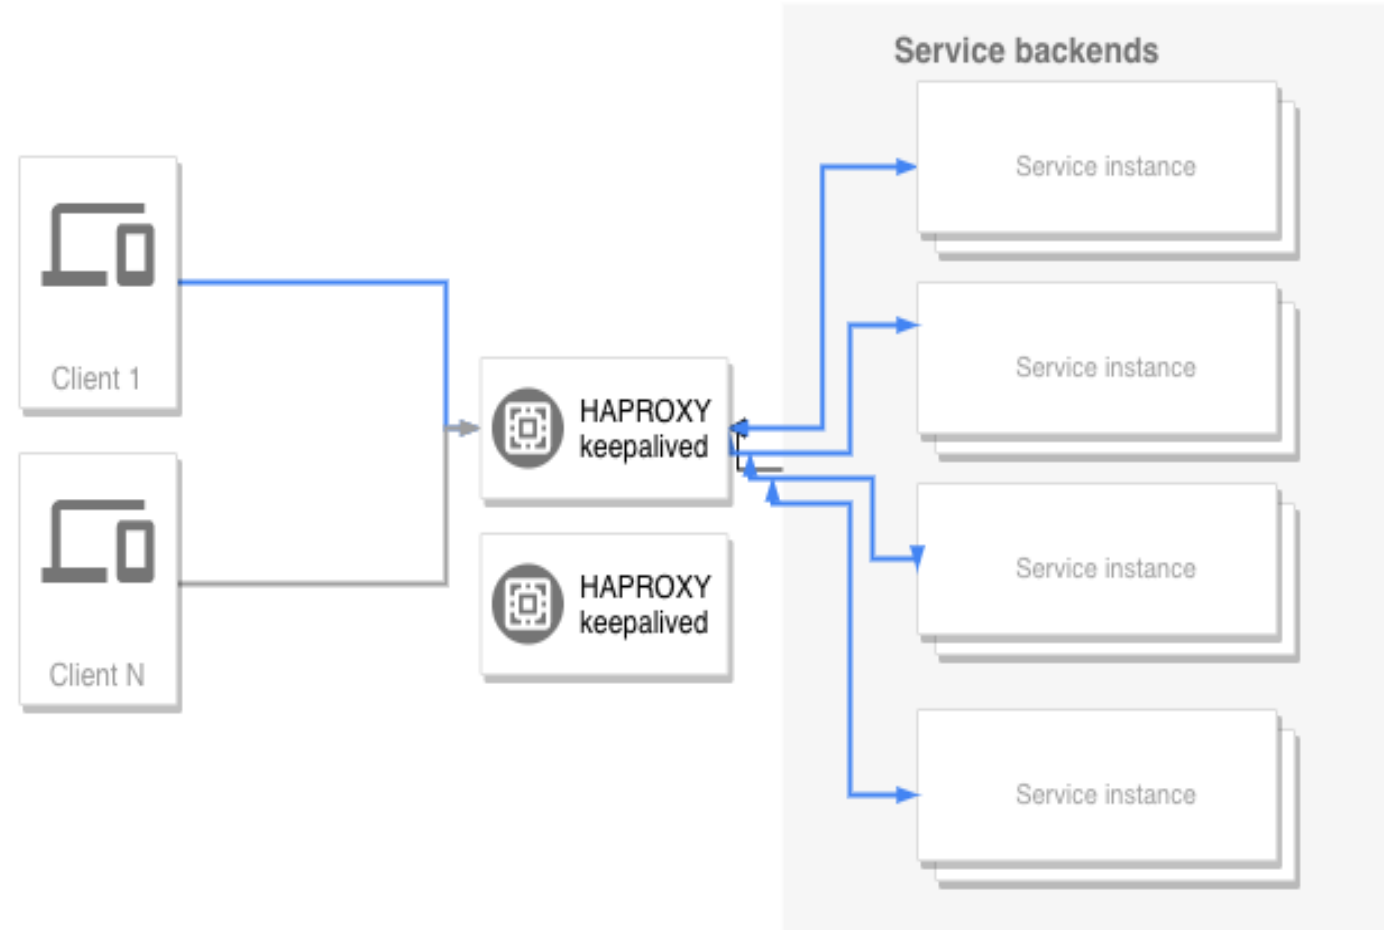 Service backends
Service instance
Client 1
Service instance
HAPROXY
keepalived
Service instance
HAPROXY
keepalived
Client N
Service instance